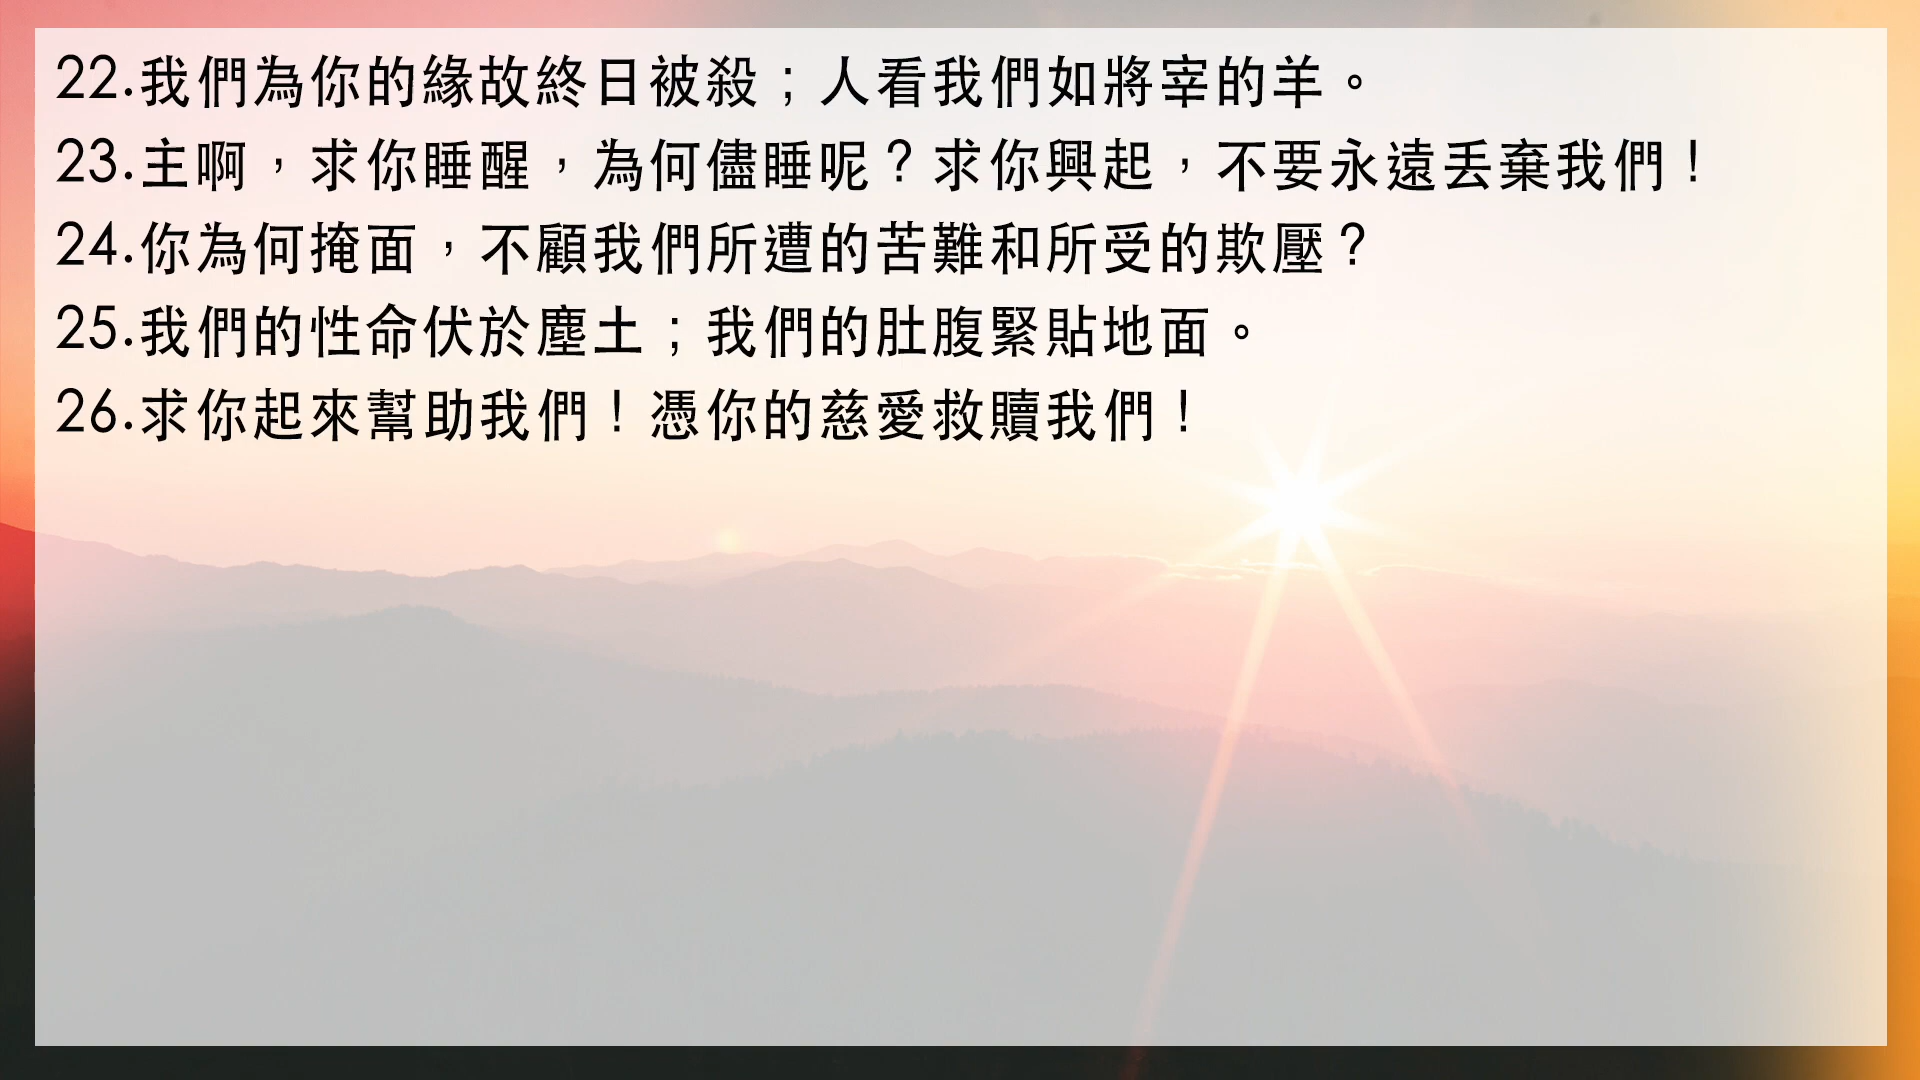 22.我們為你的緣故終日被殺；人看我們如將宰的羊。
23.主啊，求你睡醒，為何儘睡呢？求你興起，不要永遠丟棄我們！
24.你為何掩面，不顧我們所遭的苦難和所受的欺壓？
25.我們的性命伏於塵土；我們的肚腹緊貼地面。
26.求你起來幫助我們！憑你的慈愛救贖我們！